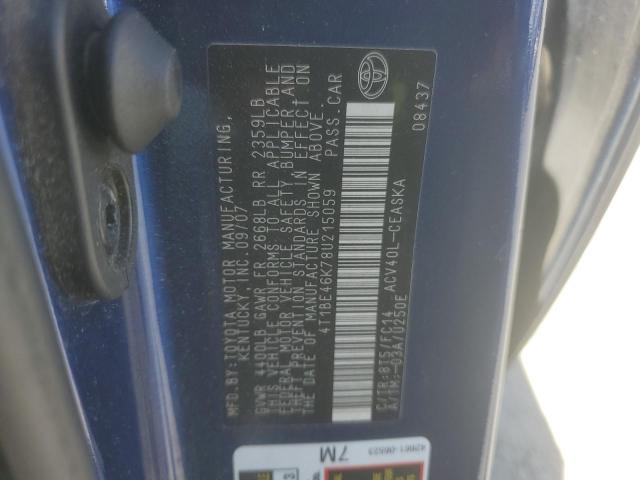 MFD.BY:TOYOTA MOTOR MANUFACTURING,
KENTUCKY, INC. 09/07
GVWR 4400LB GAWR FR 2668LB RR 2359LB
THIS VEHICLE CONFORMS TO ALL APPLICABLE
FEDERAL MOTOR VEHICLE SAFETY, BUMPER, AND
THEFT PREVENTION STANDARDS IN EFFECT ON
THE DATE OF MANUFACTURE SHOWN ABOVE.
4T1BE46K78U215059 PASS.CAR
C/TR:8T5/FC14 ACV40L-CEASKA
A/TM:-03A/U250E
08437
42661-06523
7M